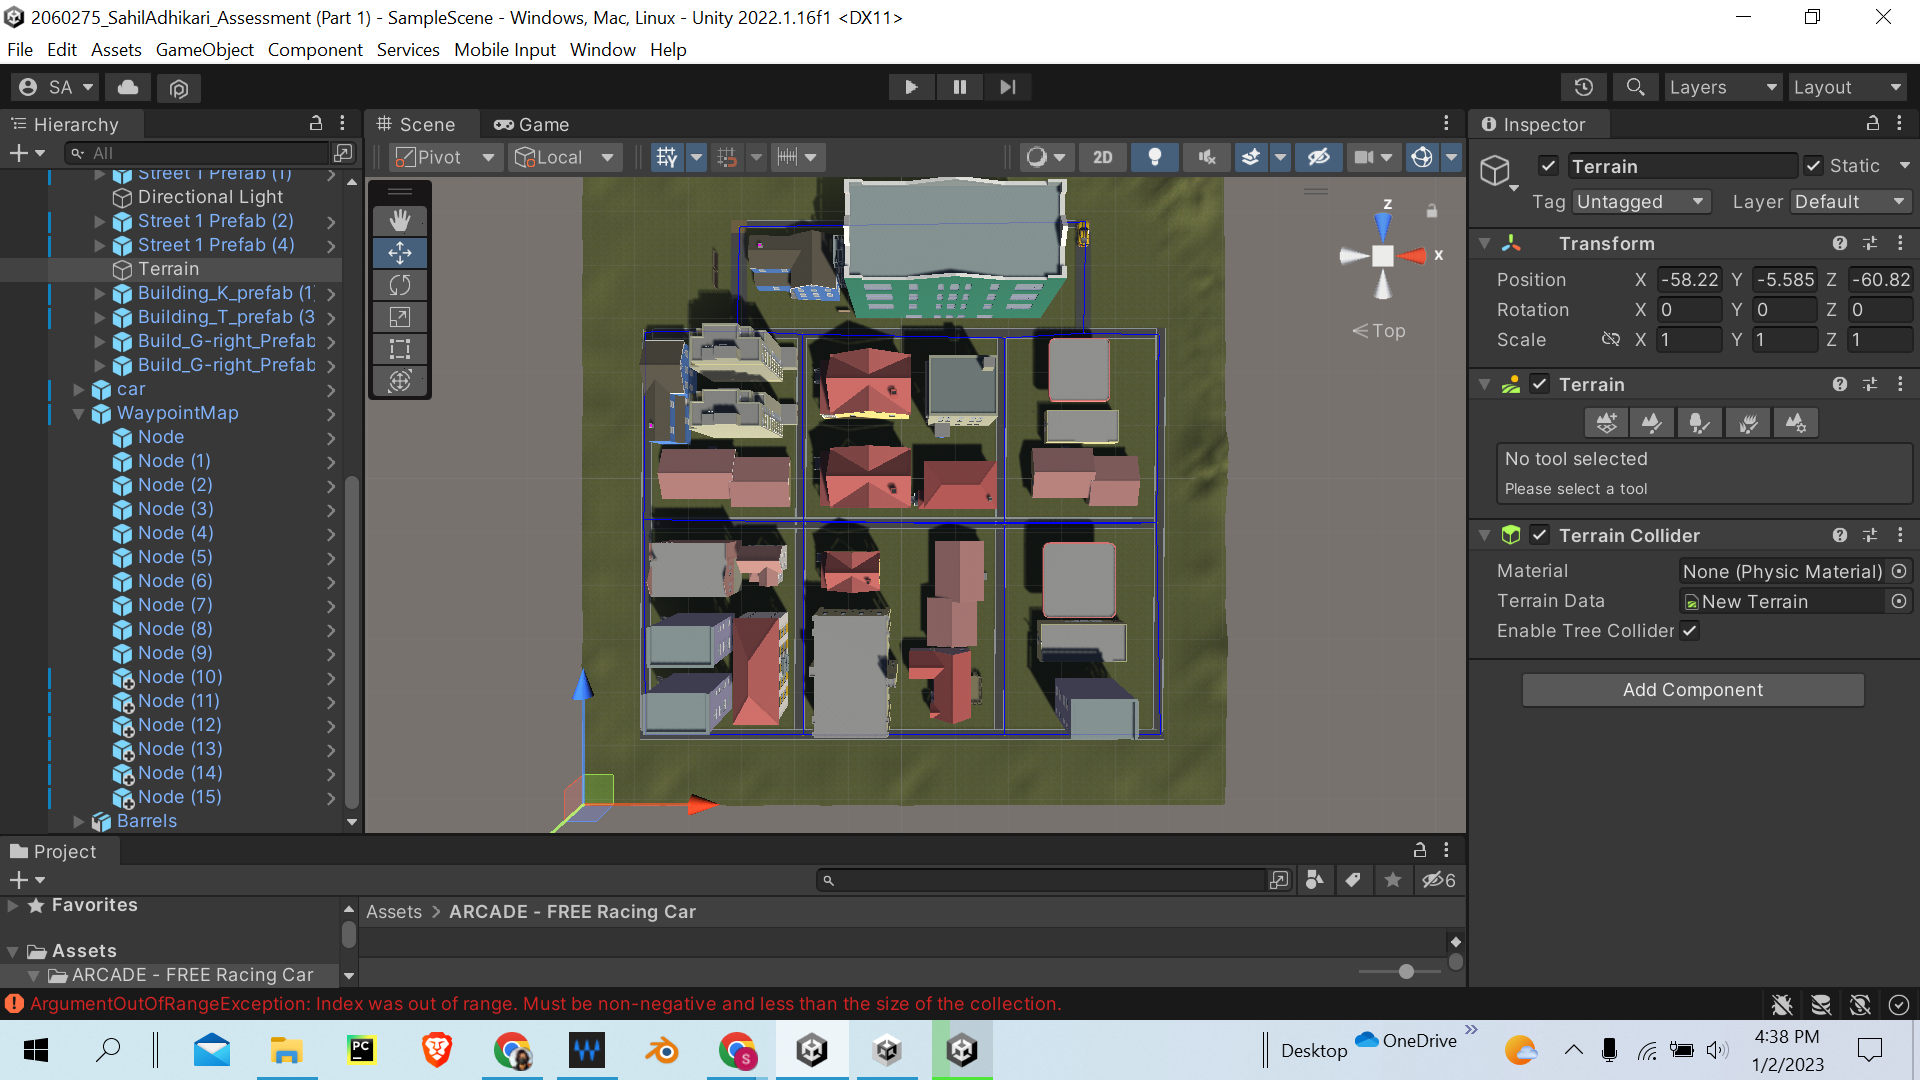 2060275_SahilAdhikari_Assessment (Part 1) - SampleScene - Windows, Mac, Linux - Unity 2022.1.16f1 <DX11>
File Edit Assets GameObject Component Services Mobile Input Window Help
SA
Layers
Layout
Hierarchy
All
Street 1 Prefab (1)
Directional Light
Street 1 Prefab (2)
Street 1 Prefab (4)
Terrain
Building_K_prefab (1)
Building_T_prefab (3
Build_G-right_Prefab
Build_G-right_Prefab
car
WaypointMap
Node
Node (1)
Node (2)
Node (3)
Node (4)
Node (5)
Node (6)
Node (7)
Node (8)
Node (9)
Node (10)
Node (11)
Node (12)
Node (13)
Node (14)
Node (15)
Barrels
Scene
Game
Pivot
Local
2D
z
x
Top
Inspector
Terrain
Static
Tag Untagged Layer Default
Transform
Position X -58.22 Y -5.585 Z -60.82
Rotation X 0 Y 0 Z 0
Scale X 1 Y 1 Z 1
Terrain
No tool selected
Please select a tool
Terrain Collider
Material None (Physic Material)
Terrain Data New Terrain
Enable Tree Collider
Add Component
Project
6
Favorites
Assets
ARCADE - FREE Racing Car
Assets > ARCADE - FREE Racing Car
ArgumentOutOfRangeException: Index was out of range. Must be non-negative and less than the size of the collection.
PC
W
S
Desktop
OneDrive
4:38 PM
1/2/2023